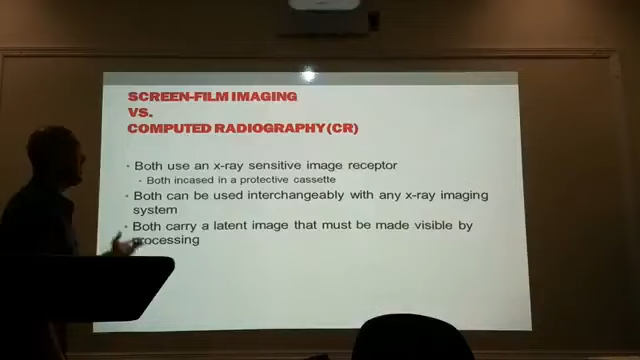 SCREEN-FILM IMAGING
VS.
COMPUTED RADIOGRAPHY (CR)
• Both use an x-ray sensitive image receptor
• Both incased in a protective cassette
• Both can be used interchangeably with any x-ray imaging
system
• Both carry a latent image that must be made visible by
processing